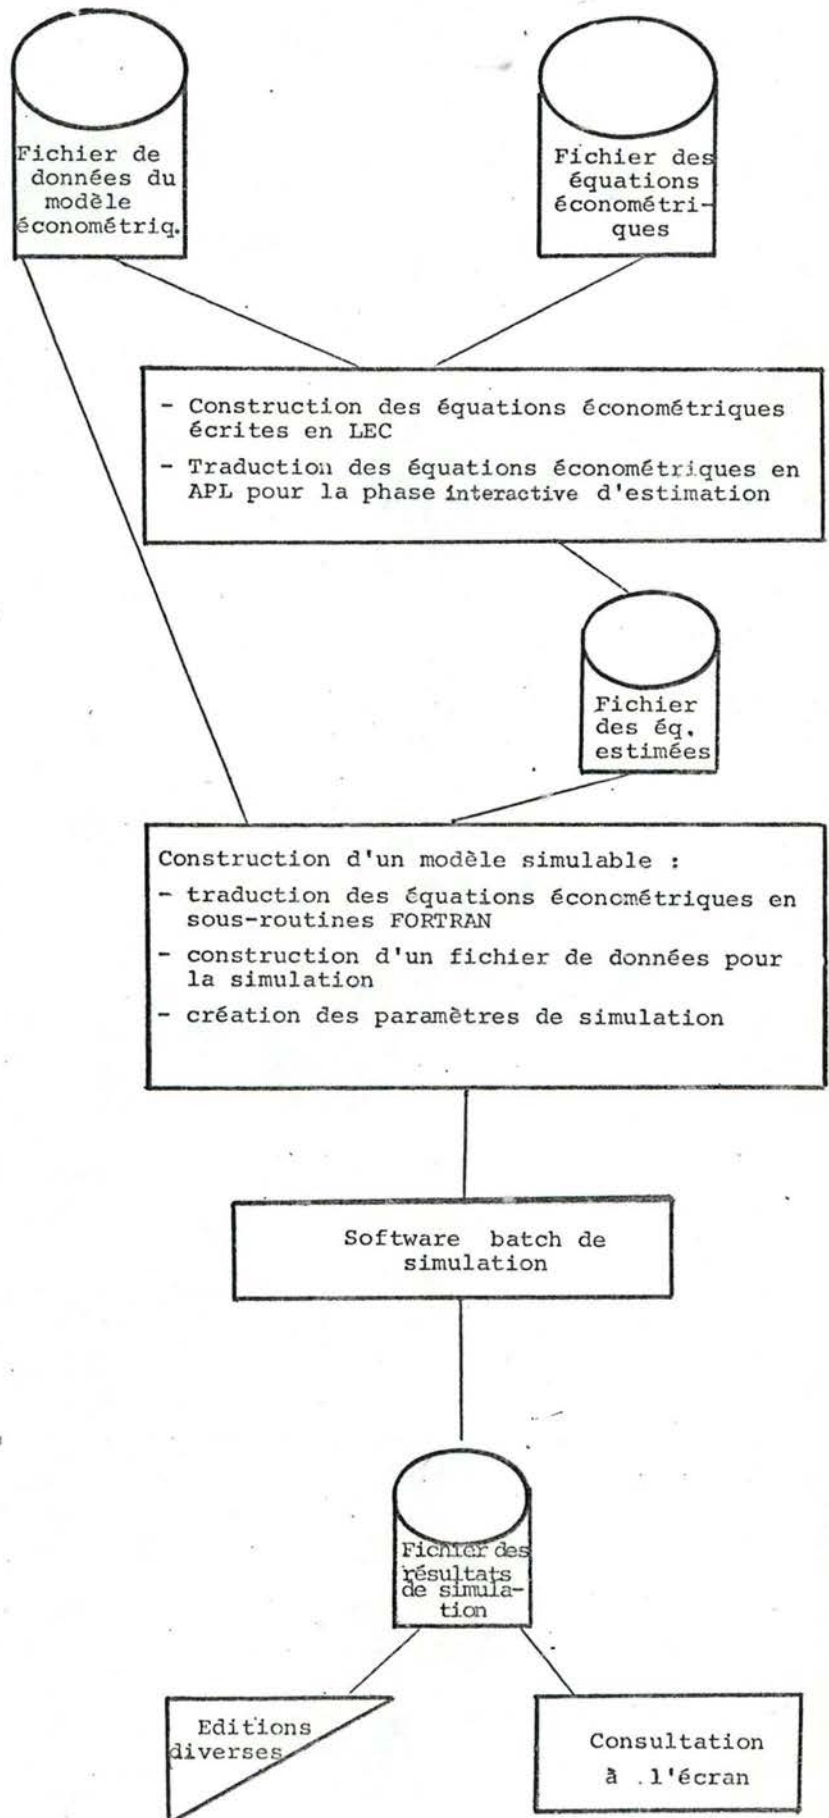 Fichier de
données du
modèle
économétriq.
Fichier des
équations
économétri-
ques
- Construction des équations économétriques
écrites en LEC
- Traduction des équations économétriques en
APL pour la phase interactive d'estimation
Fichier
des éq.
estimées
Construction d'un modèle simulable :
- traduction des équations économétriques en
sous-routines FORTRAN
- construction d'un fichier de données pour
la simulation
- création des paramètres de simulation
Software batch de
simulation
Fichier des
résultats
de simula-
tion
Editions
diverses
Consultation
à l'écran